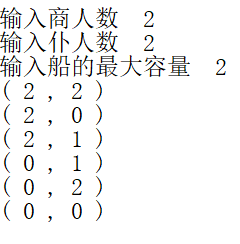 输入商人数  2
输入仆人数  2
输入船的最大容量  2
( 2 , 2 )
( 2 , 0 )
( 2 , 1 )
( 0 , 1 )
( 0 , 2 )
( 0 , 0 )